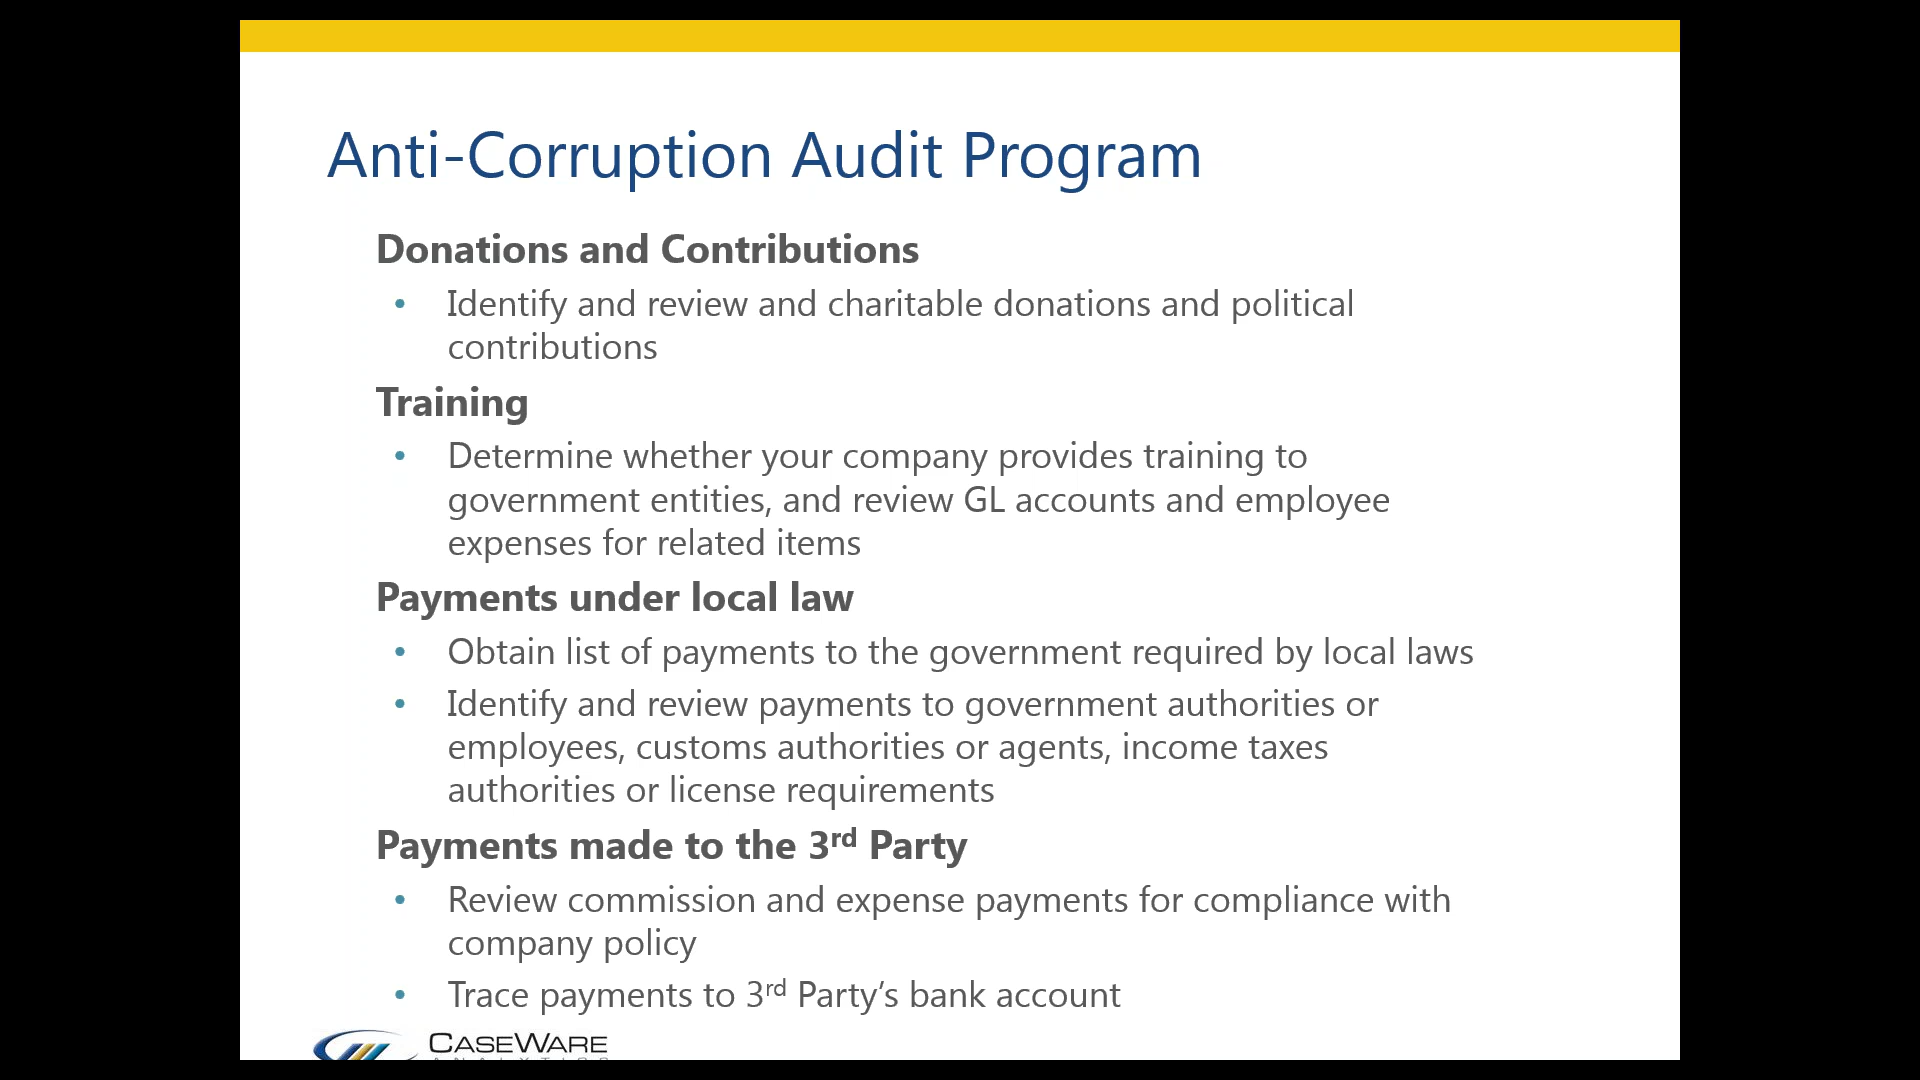 Anti-Corruption Audit Program
Donations and Contributions
• Identify and review and charitable donations and political
contributions
Training
• Determine whether your company provides training to
government entities, and review GL accounts and employee
expenses for related items
Payments under local law
• Obtain list of payments to the government required by local laws
• Identify and review payments to government authorities or
employees, customs authorities or agents, income taxes
authorities or license requirements
Payments made to the 3rd Party
• Review commission and expense payments for compliance with
company policy
• Trace payments to 3rd Party’s bank account
CASEWARE